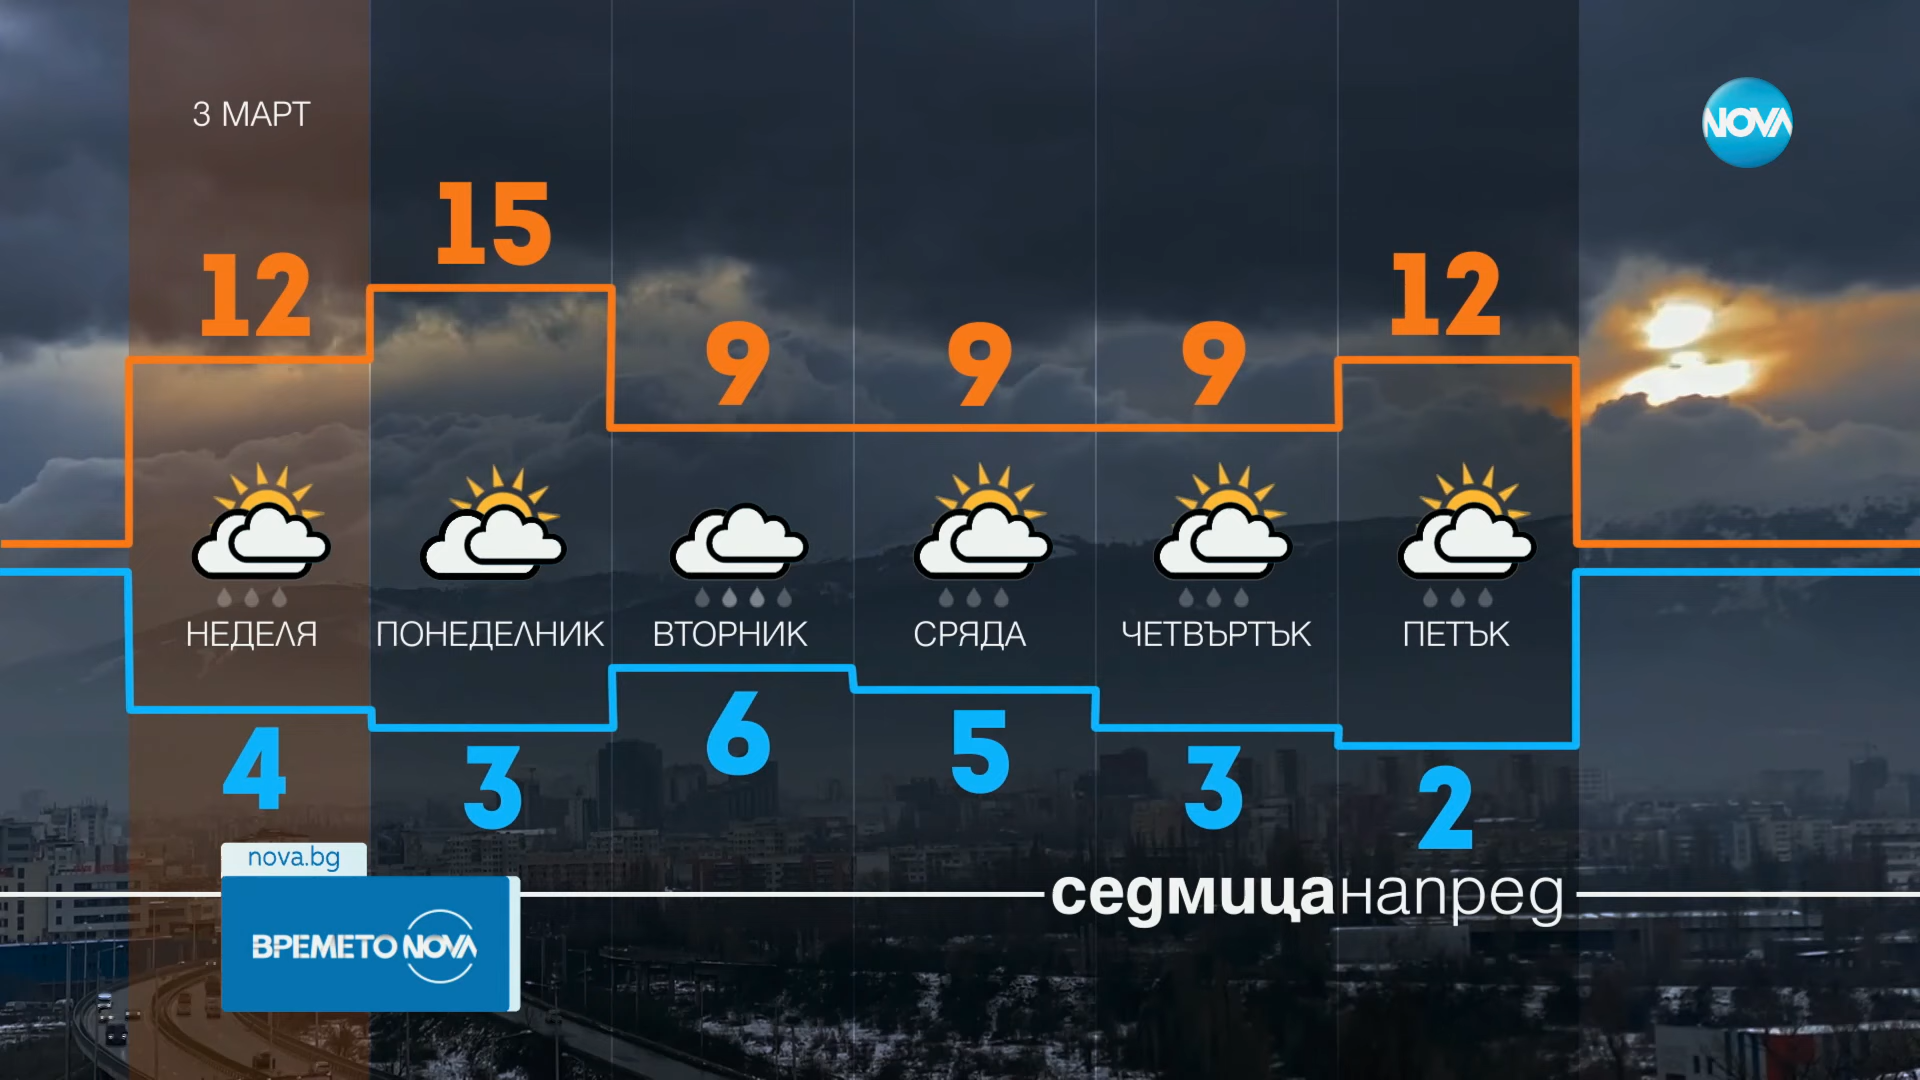 3 МАРТ
NOVA
12
15
9
9
9
12
НЕДЕЛЯ
ПОНЕДЕЛНИК
ВТОРНИК
СРЯДА
ЧЕТВЪРТЪК
ПЕТЪК
4
3
6
5
3
2
nova.bg
ВРЕМЕТО NOVA
седмицанапред